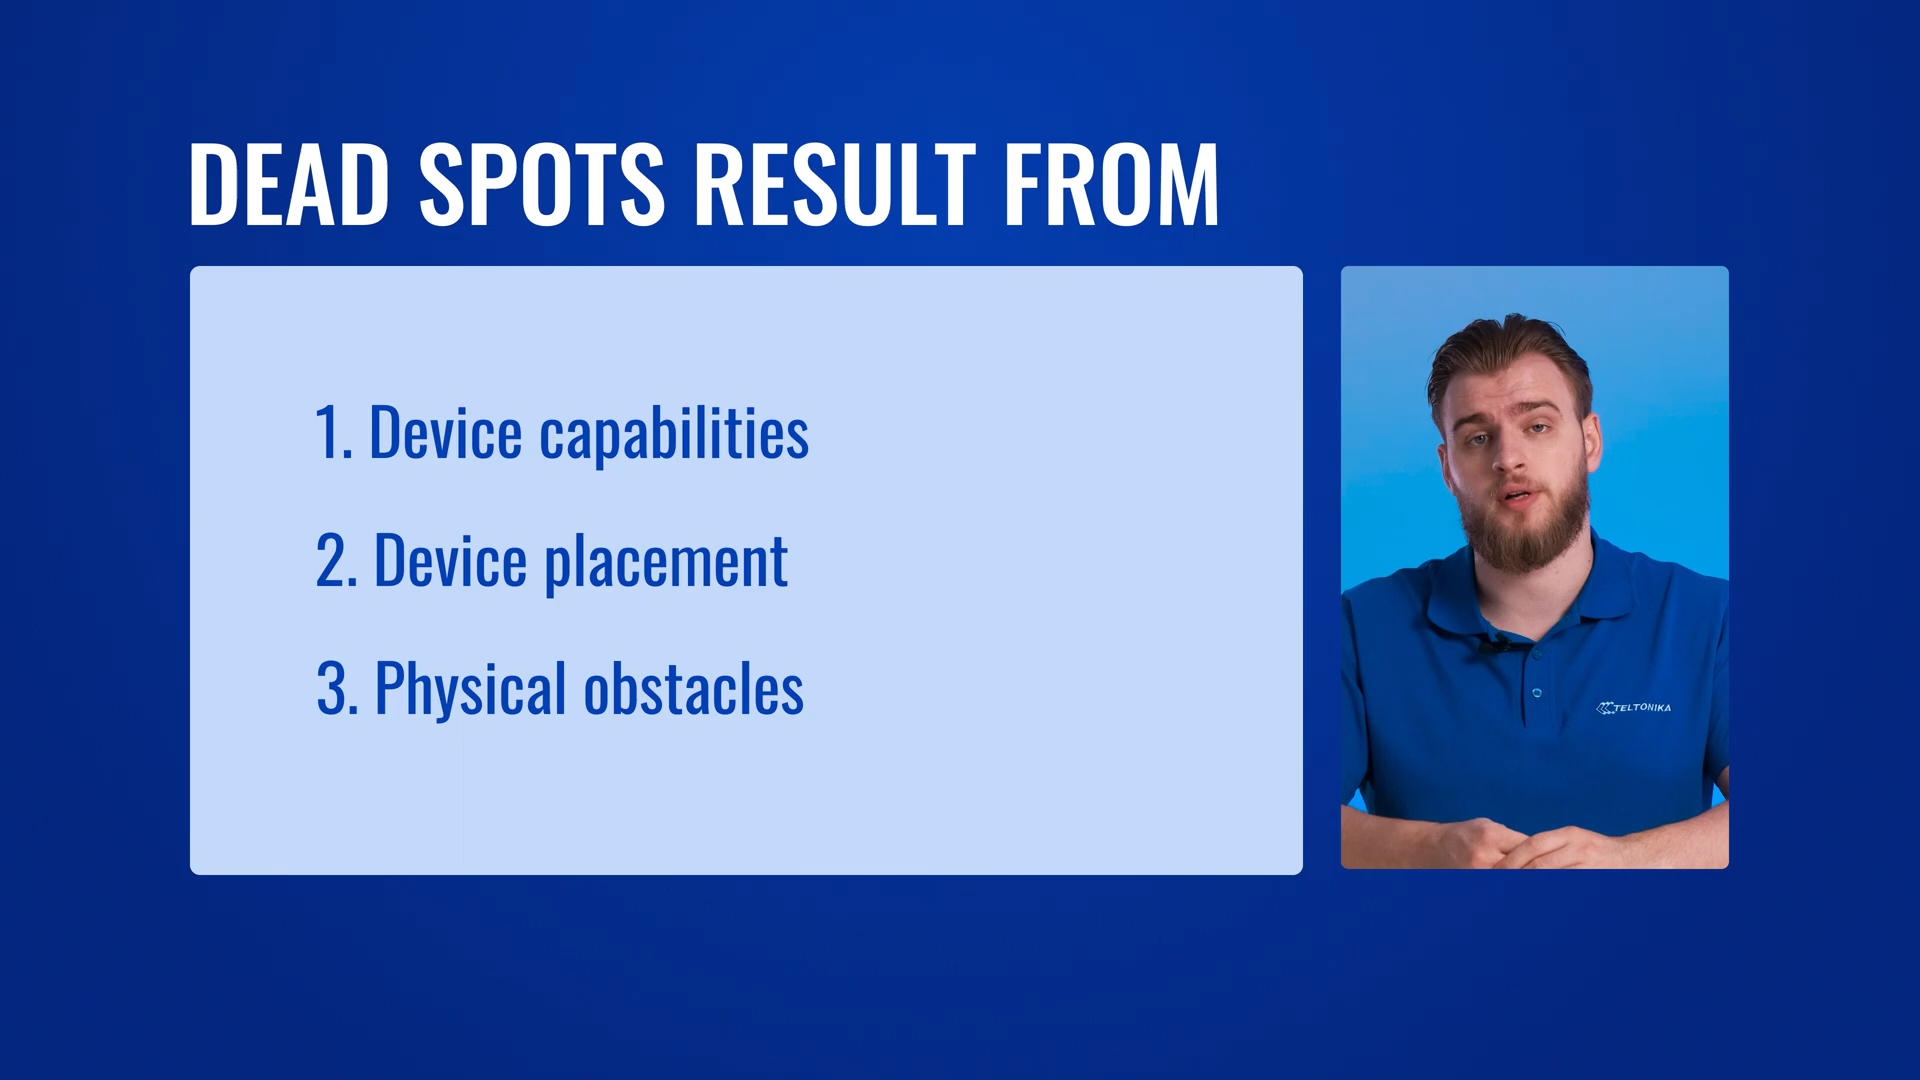 DEAD SPOTS RESULT FROM
1. Device capabilities
2. Device placement
3. Physical obstacles
TELTONIKA